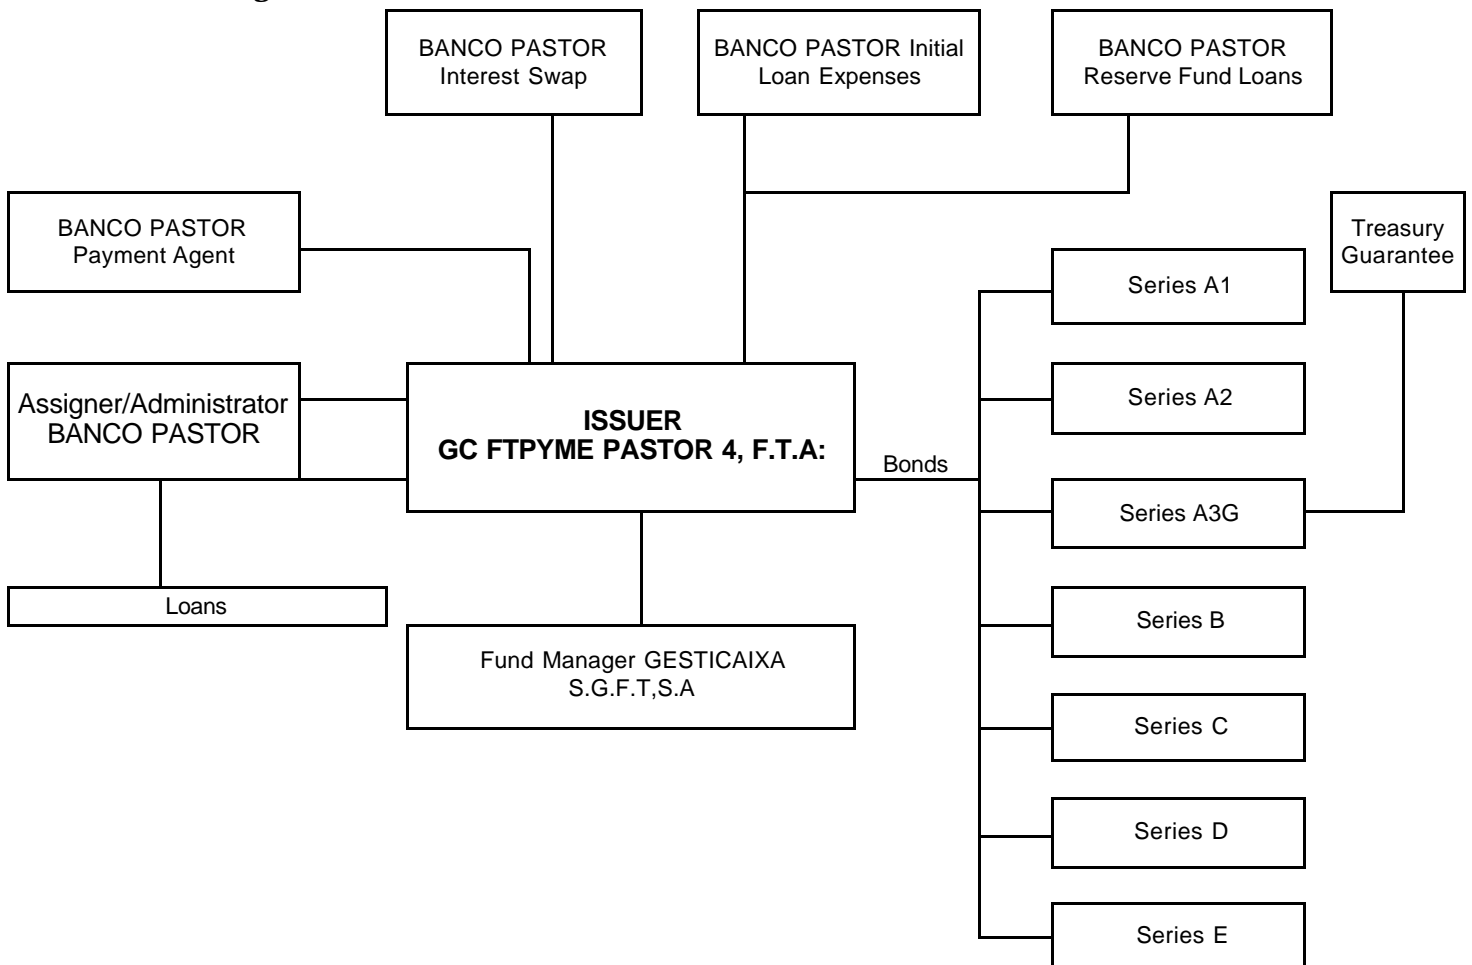 BANCO PASTOR
Interest Swap
BANCO PASTOR Initial
Loan Expenses
BANCO PASTOR
Reserve Fund Loans
BANCO PASTOR
Payment Agent
Treasury
Guarantee
Series A1
Assigner/Administrator
BANCO PASTOR
ISSUER
GC FTPYME PASTOR 4, F.T.A:
Series A2
Bonds
Series A3G
Loans
Series B
Fund Manager GESTICAIXA
S.G.F.T,S.A
Series C
Series D
Series E